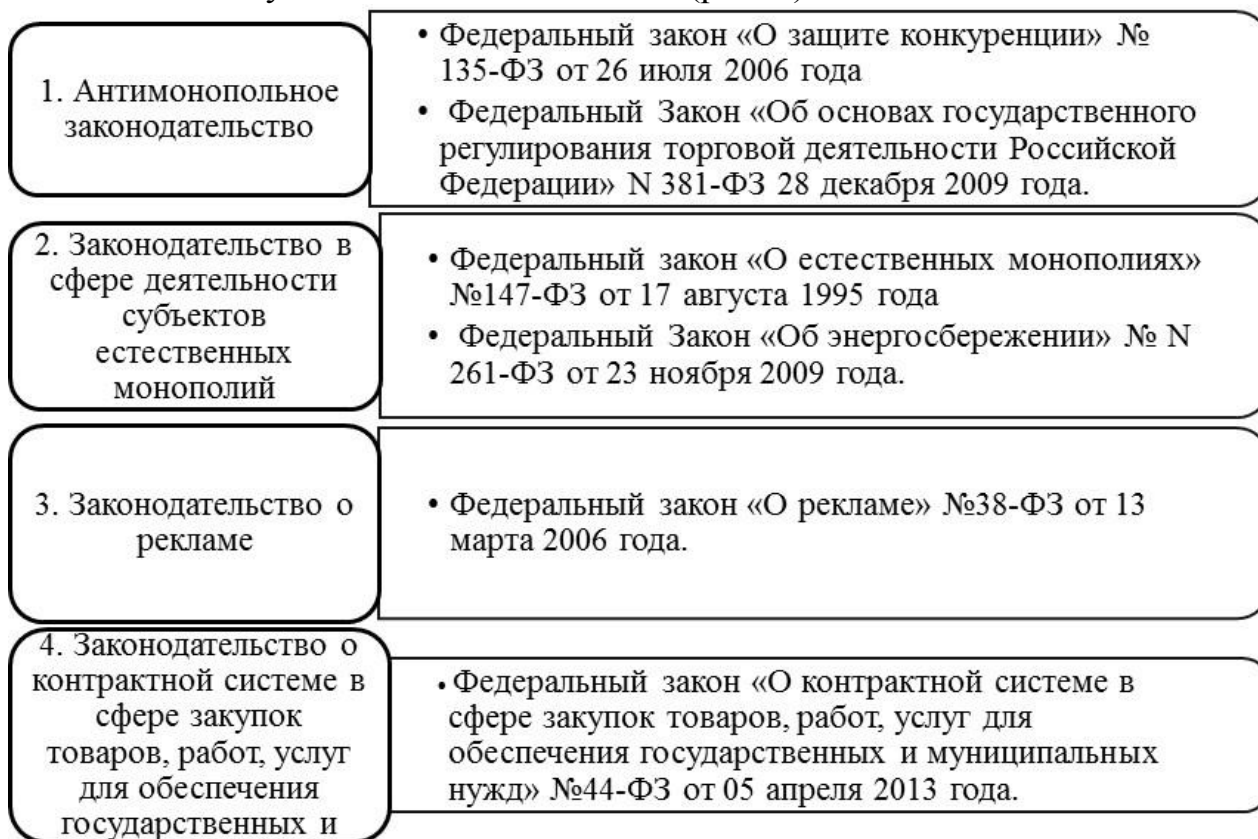 1. Антимонопольное
законодательство
• Федеральный закон «О защите конкуренции» №
135-ФЗ от 26 июля 2006 года
• Федеральный Закон «Об основах государственного
регулирования торговой деятельности Российской
Федерации» N 381-ФЗ 28 декабря 2009 года.
2. Законодательство в
сфере деятельности
субъектов
естественных
монополий
• Федеральный закон «О естественных монополиях»
№147-ФЗ от 17 августа 1995 года
• Федеральный Закон «Об энергосбережении» № N
261-ФЗ от 23 ноября 2009 года.
3. Законодательство о
рекламе
• Федеральный закон «О рекламе» №38-ФЗ от 13
марта 2006 года.
4. Законодательство о
контрактной системе в
сфере закупок
товаров, работ, услуг
для обеспечения
государственных и
• Федеральный закон «О контрактной системе в
сфере закупок товаров, работ, услуг для
обеспечения государственных и муниципальных
нужд» №44-ФЗ от 05 апреля 2013 года.